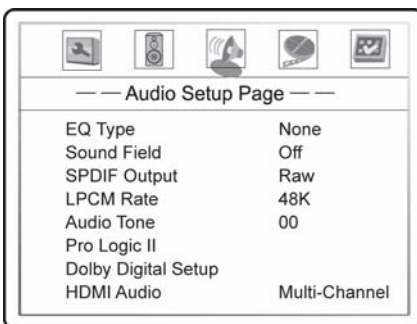 — — Audio Setup Page — —
EQ Type None
Sound Field Off
SPDIF Output Raw
LPCM Rate 48K
Audio Tone 00
Pro Logic II
Dolby Digital Setup
HDMI Audio Multi-Channel